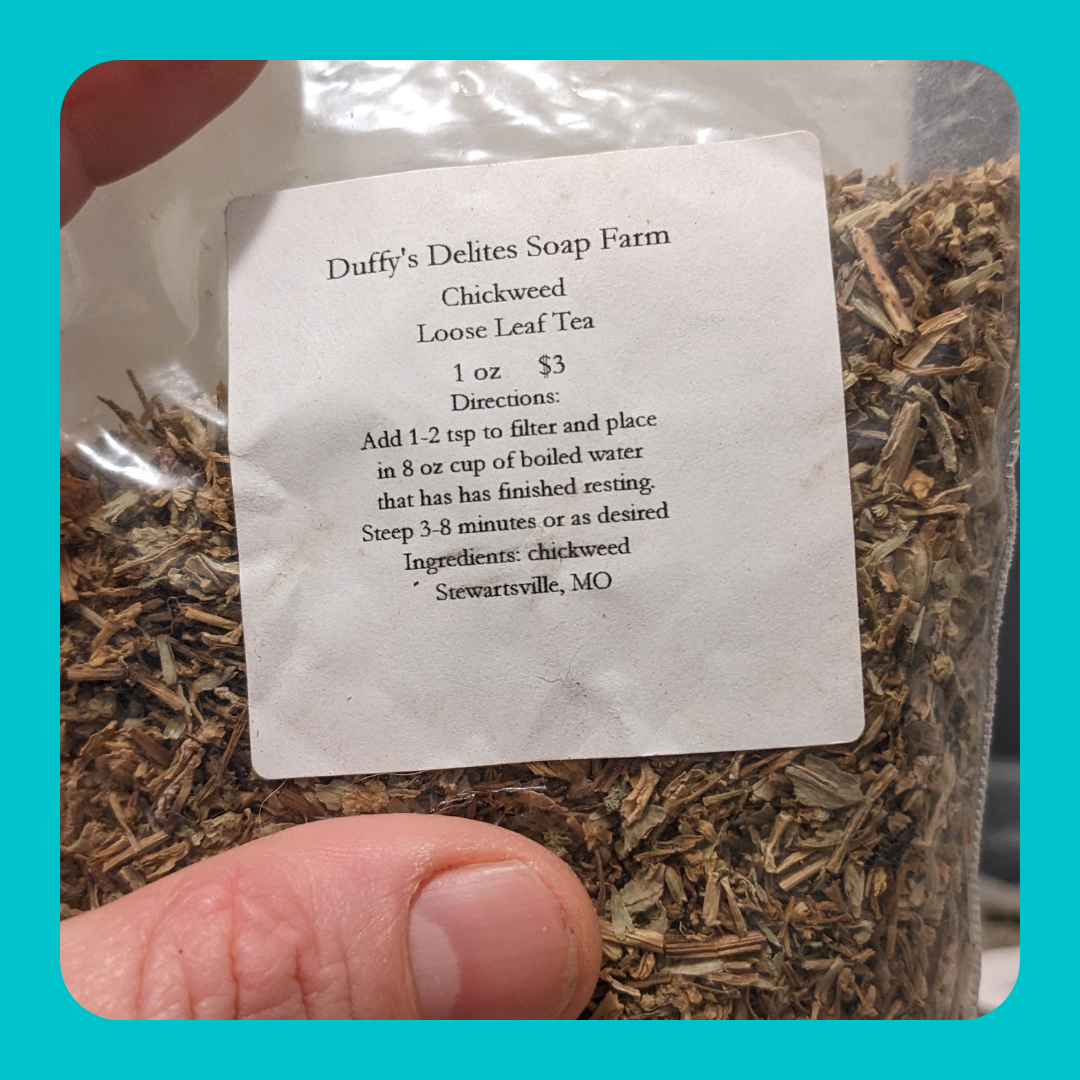 Duffy's Delites Soap Farm
Chickweed
Loose Leaf Tea
1 oz $3
Directions:
Add 1-2 tsp to filter and place
in 8 oz cup of boiled water
that has has finished resting.
Steep 3-8 minutes or as desired
Ingredients: chickweed
Stewartsville, MO